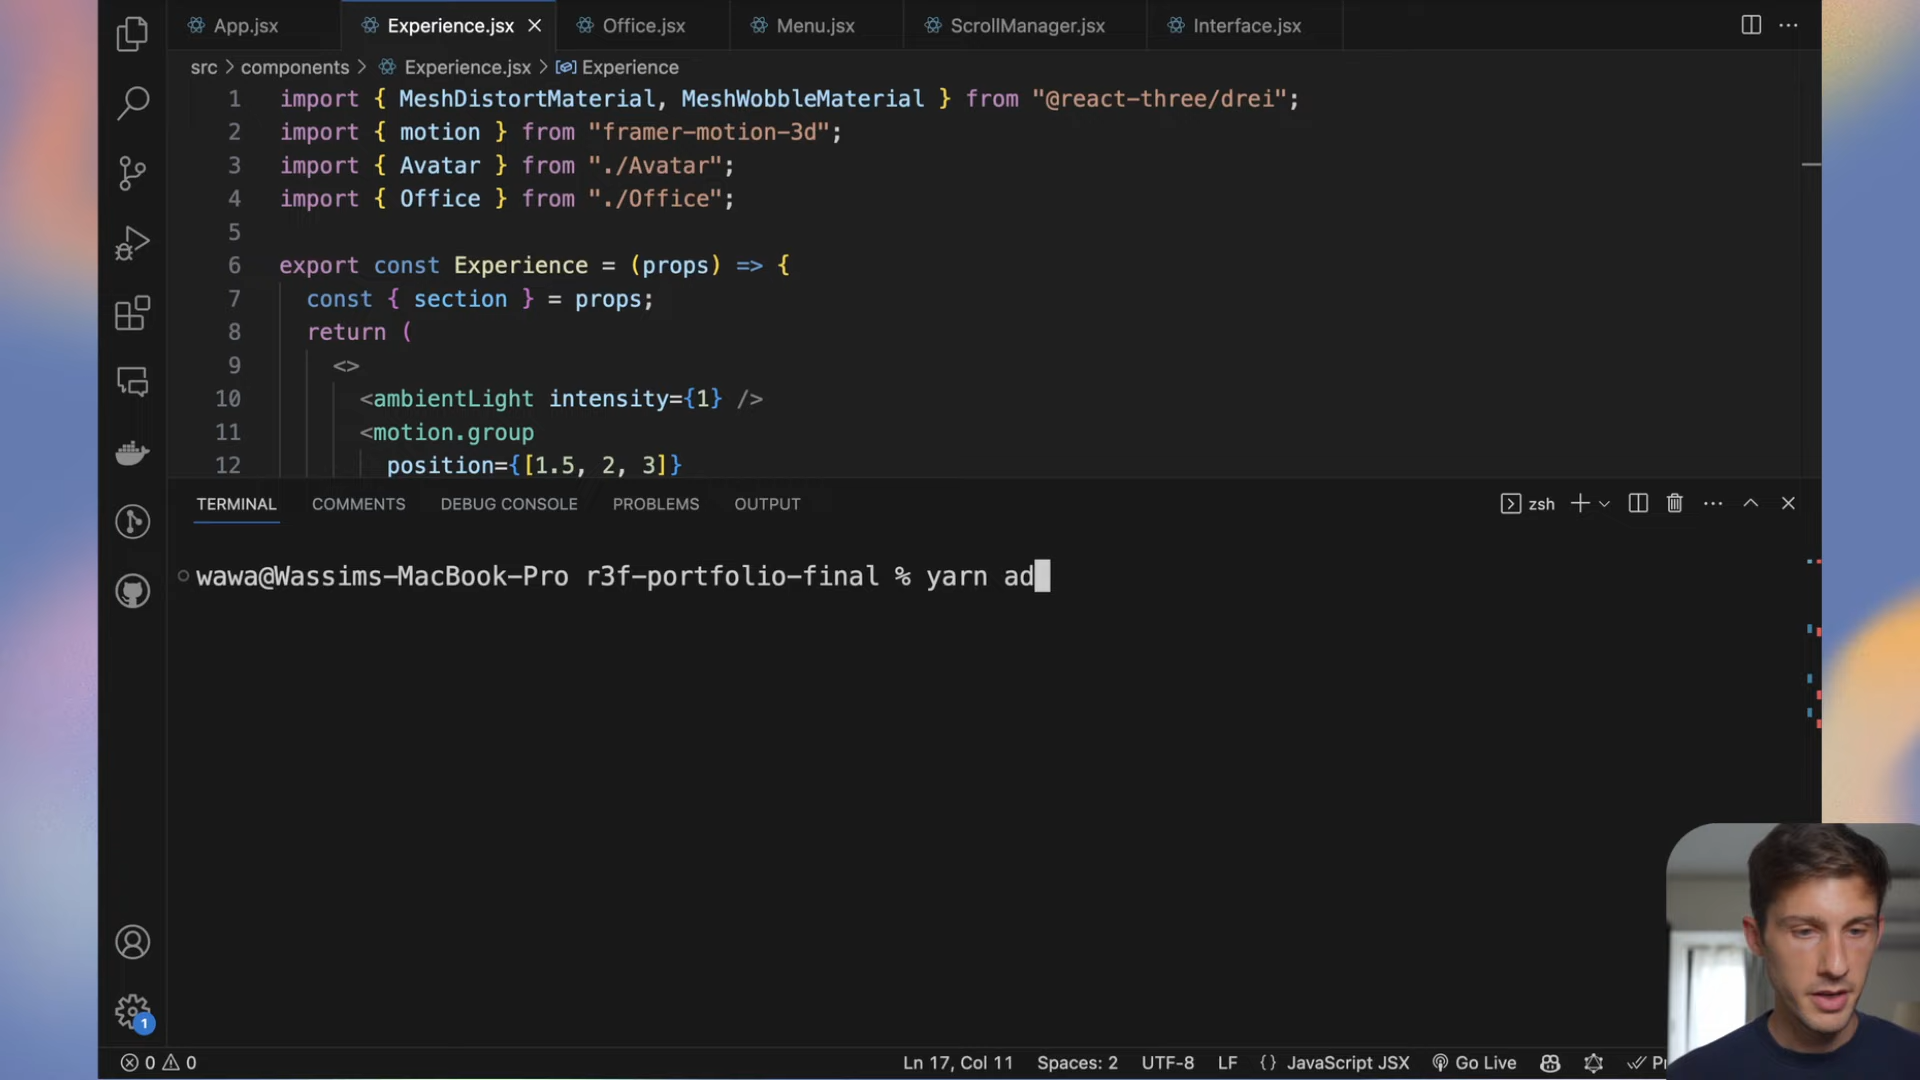 App.jsx
Experience.jsx
Office.jsx
Menu.jsx
ScrollManager.jsx
Interface.jsx
src > components > Experience.jsx > Experience
1 import { MeshDistortMaterial, MeshWobbleMaterial } from "@react-three/drei";
2 import { motion } from "framer-motion-3d";
3 import { Avatar } from "./Avatar";
4 import { Office } from "./Office";
5
6 export const Experience = (props) => {
7 const { section } = props;
8 return (
9 <>
10 <ambientLight intensity={1} />
11 <motion.group
12 position={[1.5, 2, 3]}
TERMINAL COMMENTS DEBUG CONSOLE PROBLEMS OUTPUT
zsh
wawa@Wassims-MacBook-Pro r3f-portfolio-final % yarn ad
1
0 0
Ln 17, Col 11 Spaces: 2 UTF-8 LF {} JavaScript JSX Go Live